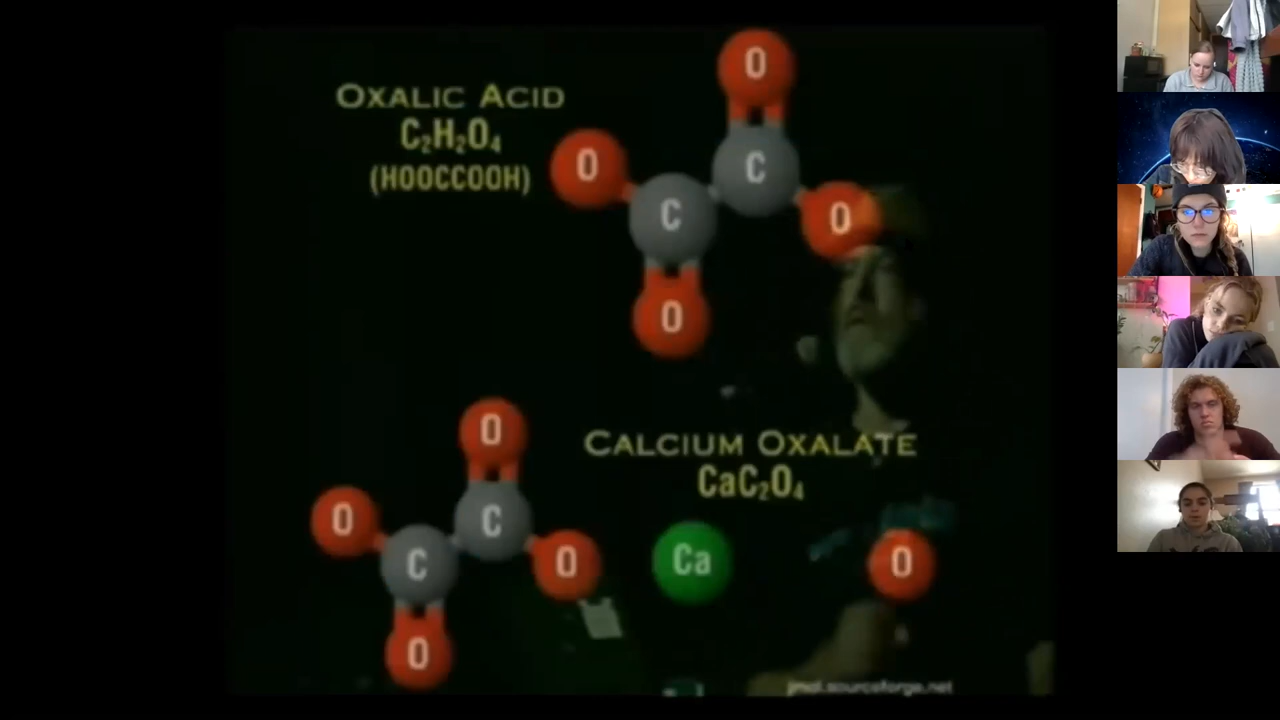 OXALIC ACID
C₂H₂O₄
(HOOCCOOH)
O
C
O
C
O
O
CALCIUM OXALATE
CaC₂O₄
O
O
C
C
O
O
Ca
O
jmol.sourceforge.net